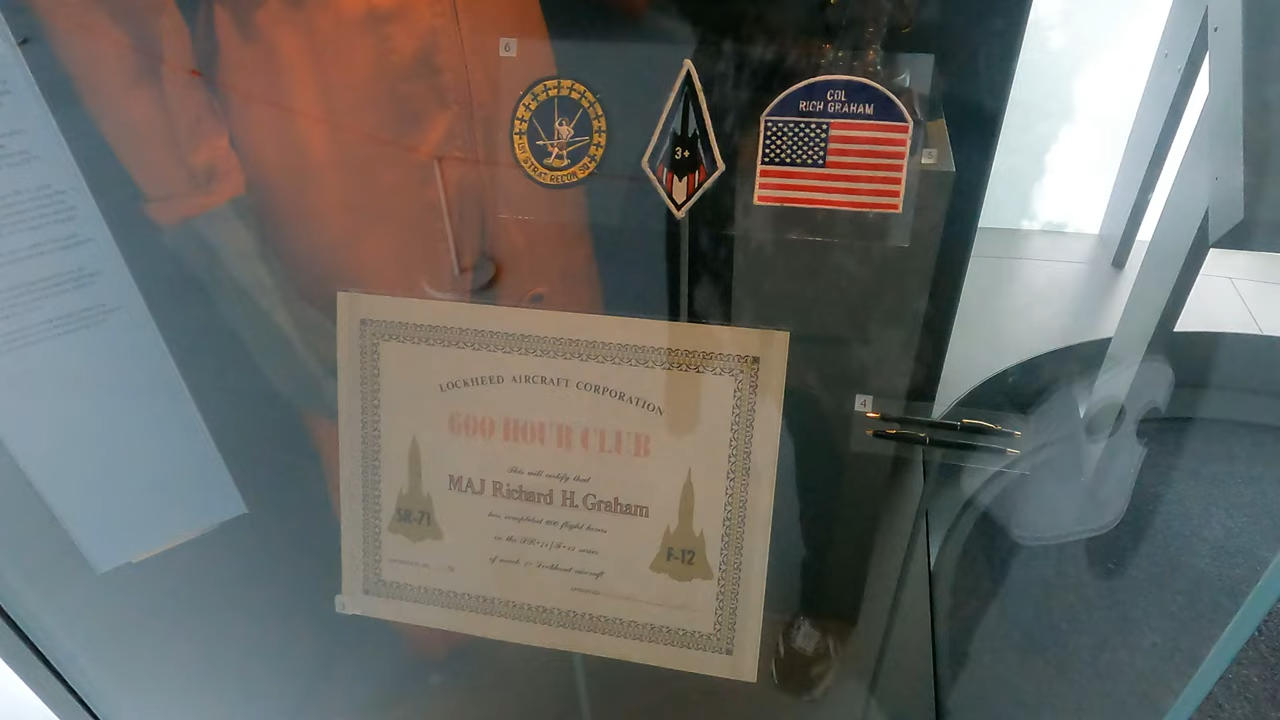 6
1ST STRAT. RECON SQ.
3+
COL
RICH GRAHAM
5
4
LOCKHEED AIRCRAFT CORPORATION
600 HOUR CLUB
This will certify that
MAJ Richard H. Graham
has completed 600 flight hours
in the SR-71/F-12 series
of mach 3+ Lockheed aircraft
SR-71
F-12